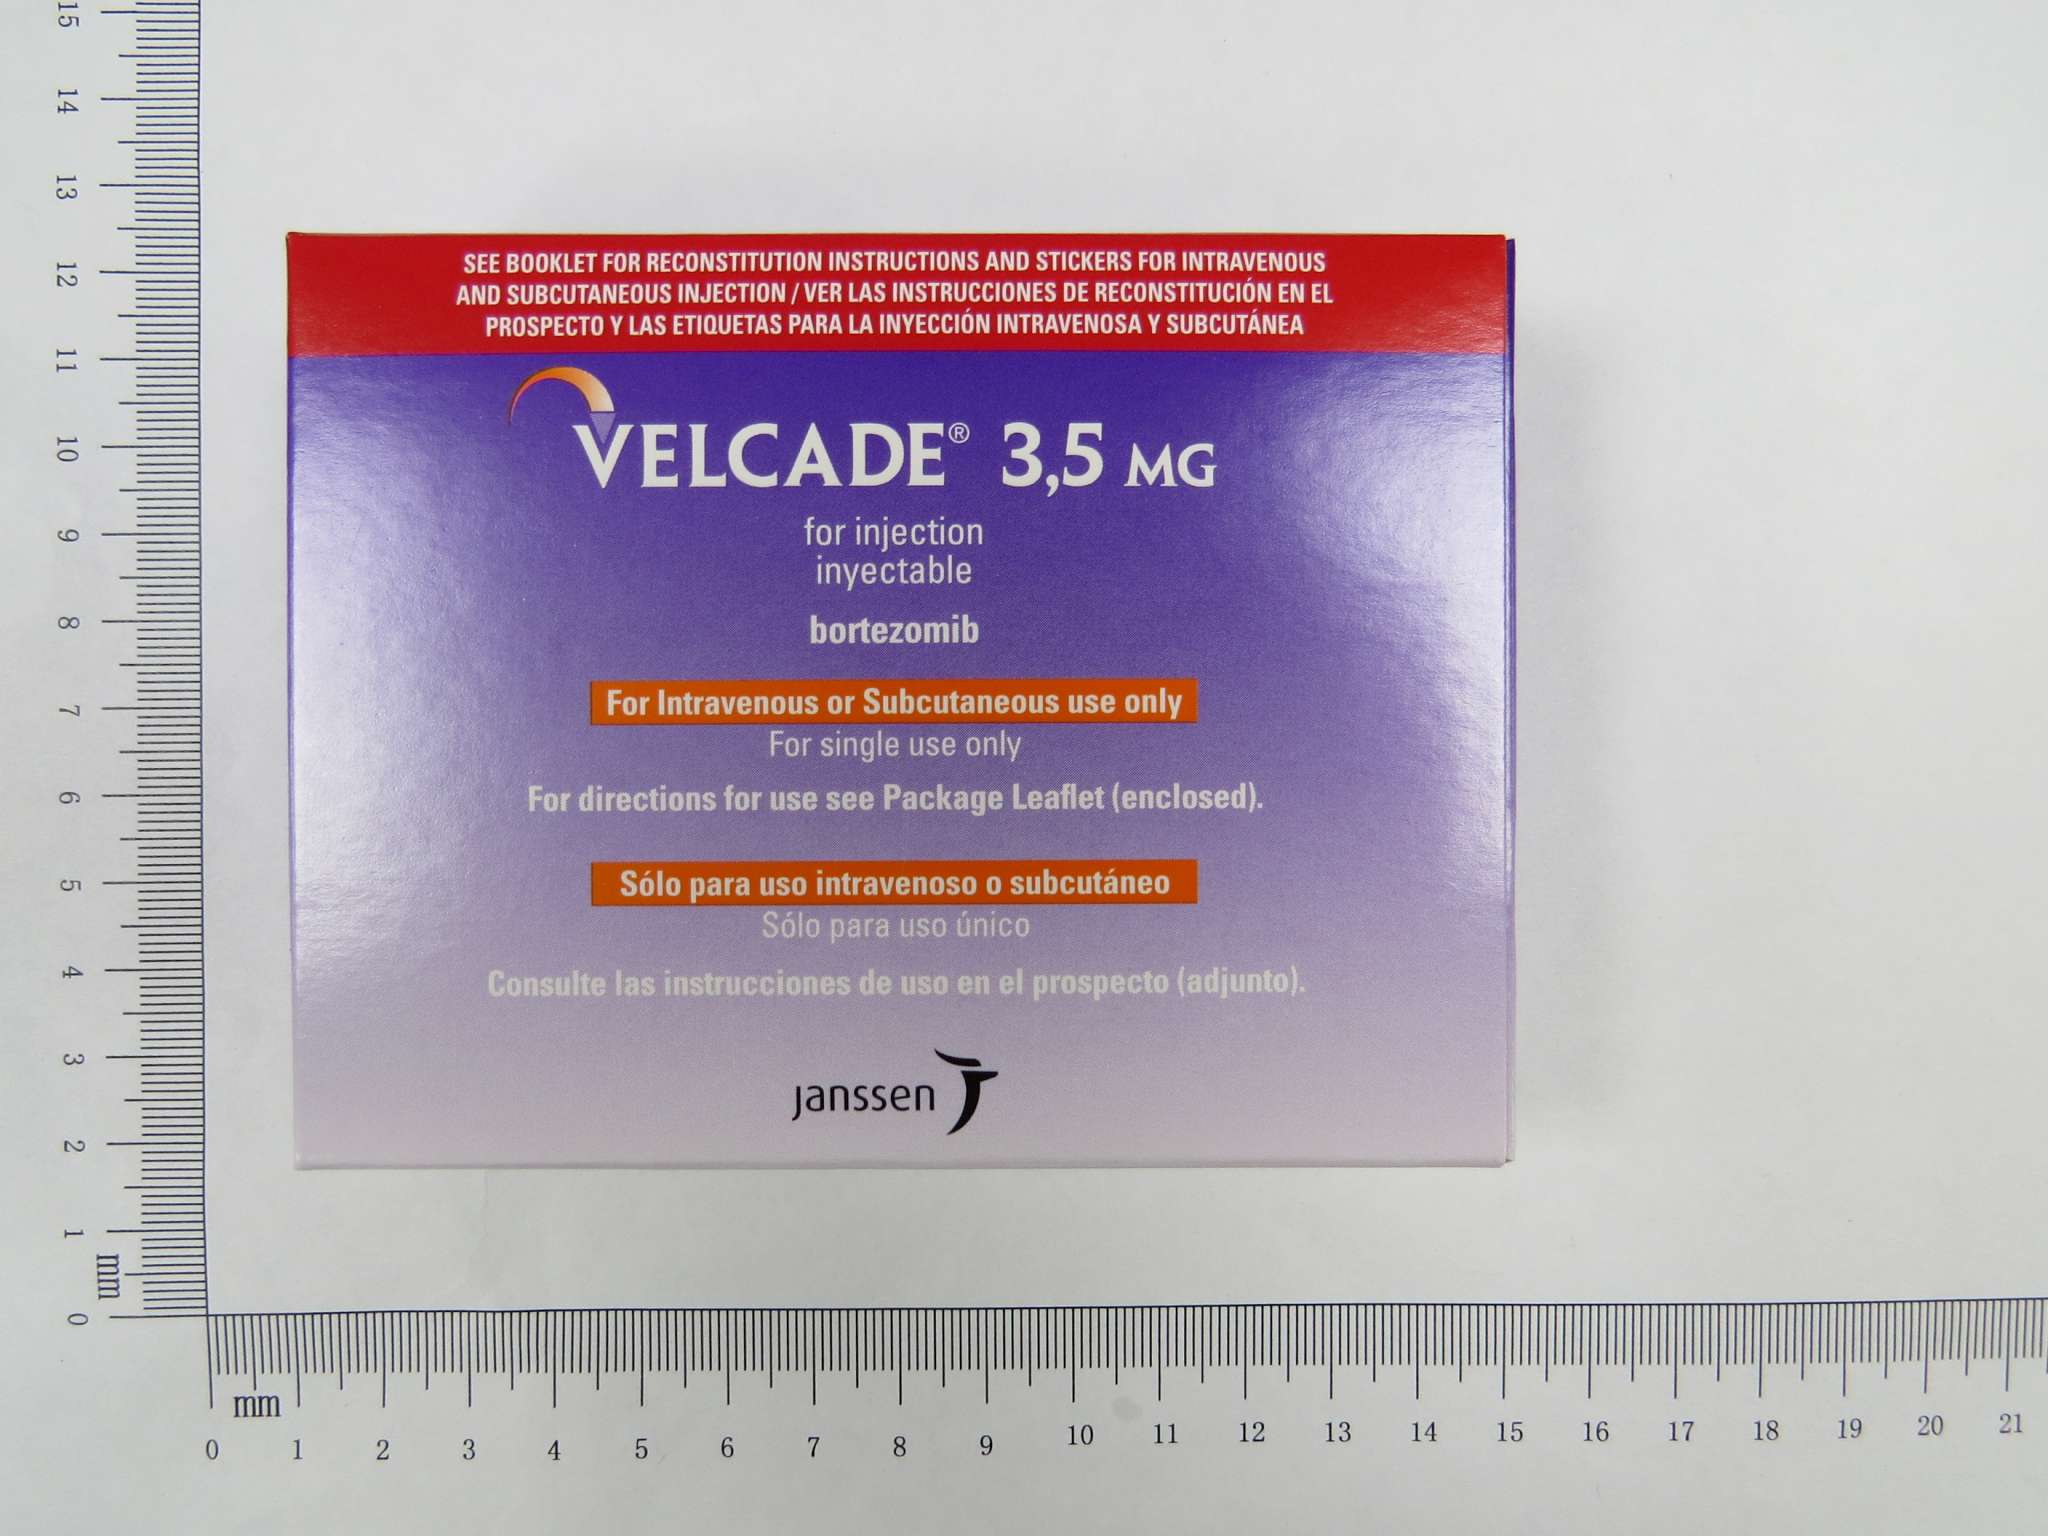 SEE BOOKLET FOR RECONSTITUTION INSTRUCTIONS AND STICKERS FOR INTRAVENOUS
AND SUBCUTANEOUS INJECTION / VER LAS INSTRUCCIONES DE RECONSTITUCIÓN EN EL
PROSPECTO Y LAS ETIQUETAS PARA LA INYECCIÓN INTRAVENOSA Y SUBCUTÁNEA
VELCADE® 3,5 MG
for injection
inyectable
bortezomib
For Intravenous or Subcutaneous use only
For single use only
For directions for use see Package Leaflet (enclosed).
Sólo para uso intravenoso o subcutáneo
Sólo para uso único
Consulte las instrucciones de uso en el prospecto (adjunto).
janssen
15
14
13
12
11
10
9
8
7
6
5
4
3
2
1
mm
0
mm
0 1 2 3 4 5 6 7 8 9 10 11 12 13 14 15 16 17 18 19 20 21